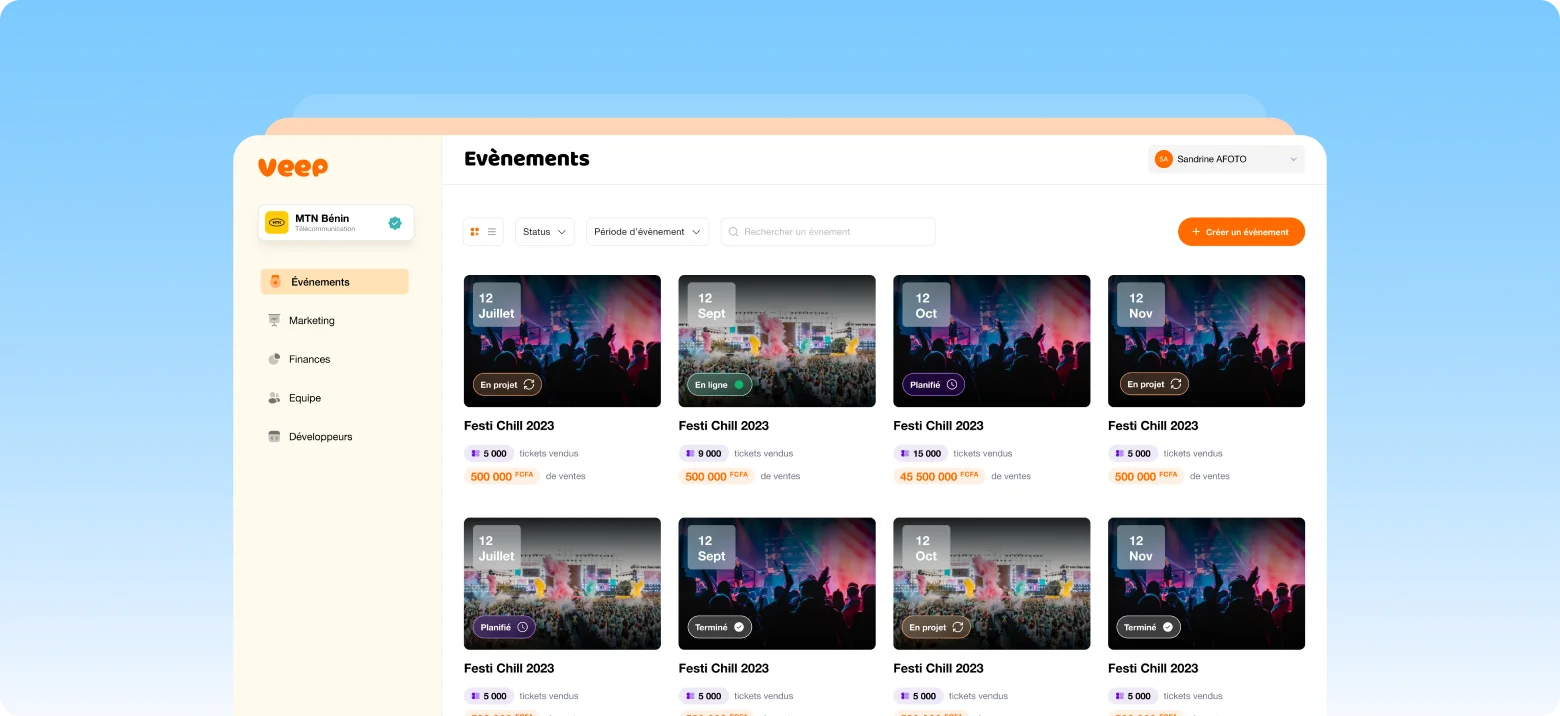 veep
MTN Bénin
Télécommunication
Événements
Marketing
Finances
Equipe
Développeurs
Evènements
SA Sandrine AFOTO
Status
Période d'évènement
Rechercher un évnement
+ Créer un évènement
12
Juillet
En projet
Festi Chill 2023
5 000 tickets vendus
500 000 FCFA de ventes
12
Sept
En ligne
Festi Chill 2023
9 000 tickets vendus
500 000 FCFA de ventes
12
Oct
Planifié
Festi Chill 2023
15 000 tickets vendus
45 500 000 FCFA de ventes
12
Nov
En projet
Festi Chill 2023
5 000 tickets vendus
500 000 FCFA de ventes
12
Juillet
Planifié
Festi Chill 2023
5 000 tickets vendus
12
Sept
Terminé
Festi Chill 2023
5 000 tickets vendus
12
Oct
En projet
Festi Chill 2023
5 000 tickets vendus
12
Nov
Terminé
Festi Chill 2023
5 000 tickets vendus